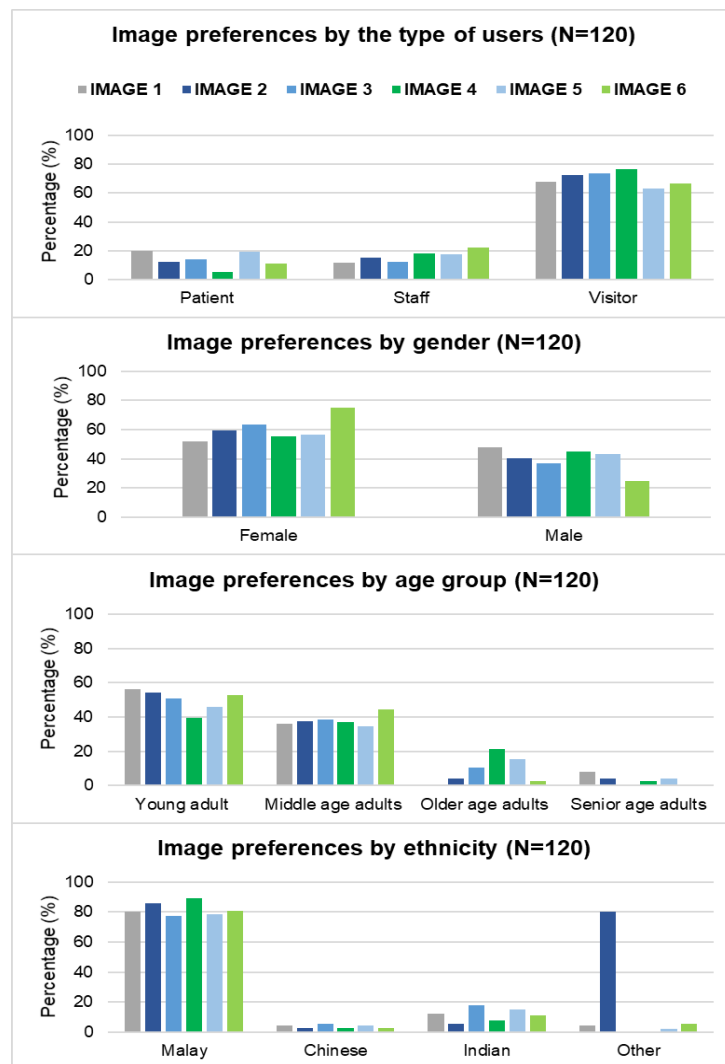 Image preferences by the type of users (N=120)
IMAGE 1 IMAGE 2 IMAGE 3 IMAGE 4 IMAGE 5 IMAGE 6
Percentage (%)
100
80
60
40
20
0
Patient Staff Visitor
Image preferences by gender (N=120)
Percentage (%)
100
80
60
40
20
0
Female Male
Image preferences by age group (N=120)
Percentage (%)
100
80
60
40
20
0
Young adult Middle age adults Older age adults Senior age adults
Image preferences by ethnicity (N=120)
Percentage (%)
100
80
60
40
20
0
Malay Chinese Indian Other